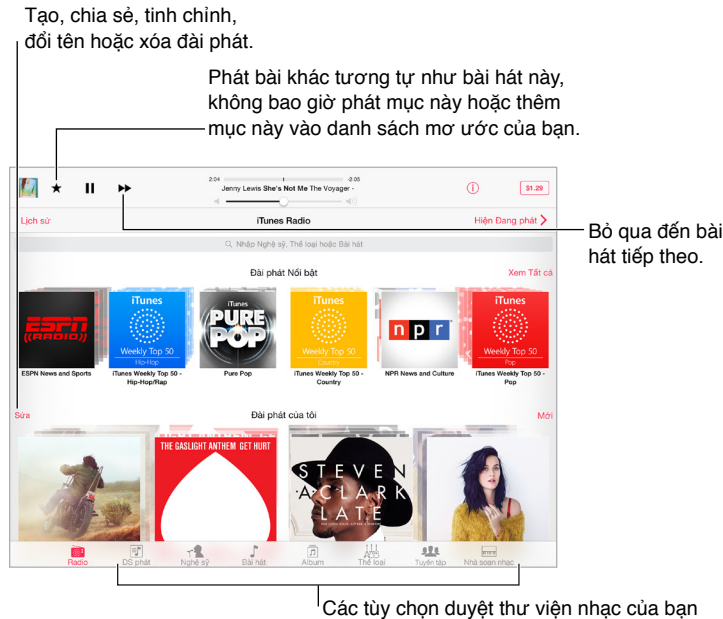 Tạo, chia sẻ, tinh chỉnh,
đổi tên hoặc xóa đài phát.
Phát bài khác tương tự như bài hát này,
không bao giờ phát mục này hoặc thêm
mục này vào danh sách mơ ước của bạn.
2:04 -2:05
Jenny Lewis She's Not Me The Voyager -
$1.29
Lịch sử iTunes Radio Hiện Đang phát
Bỏ qua đến bài
hát tiếp theo.
Nhập Nghệ sỹ, Thể loại hoặc Bài hát
Đài phát Nổi bật Xem Tất cả
ESPN
((RADIO))
iTunes
Weekly Top 50
Hip-Hop
iTunes
PURE
POP
iTunes
Weekly Top 50
Country
npr
iTunes
Weekly Top 50
Pop
ESPN News and Sports
iTunes Weekly Top 50 -
Hip-Hop/Rap
Pure Pop
iTunes Weekly Top 50 -
Country
NPR News and Culture
iTunes Weekly Top 50 -
Pop
Sửa Đài phát của tôi Mới
THE GASLIGHT ANTHEM GET HURT
STEVEN
A CLARK
LATE
Radio DS phát Nghệ sỹ Bài hát Album Thể loại Tuyển tập Nhà soạn nhạc
Các tùy chọn duyệt thư viện nhạc của bạn